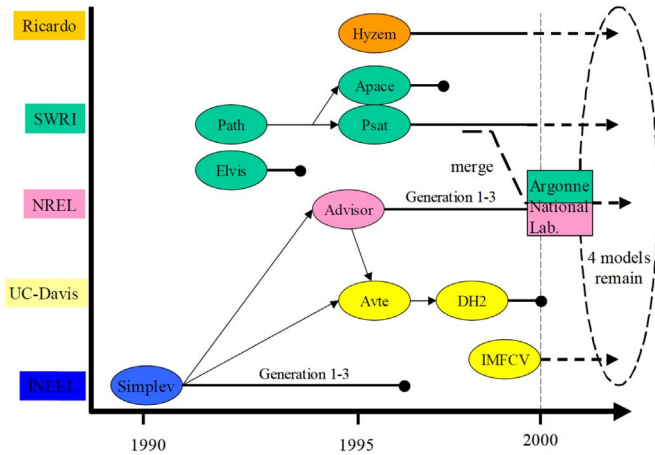 Ricardo
Hyzem
Apace
SWRI
Path
Psat
Elvis
merge
Argonne
National
Lab.
NREL
Advisor
Generation 1-3
4 models
remain
UC-Davis
Avte
DH2
IMFCV
INEEL
Simplev
Generation 1-3
1990
1995
2000